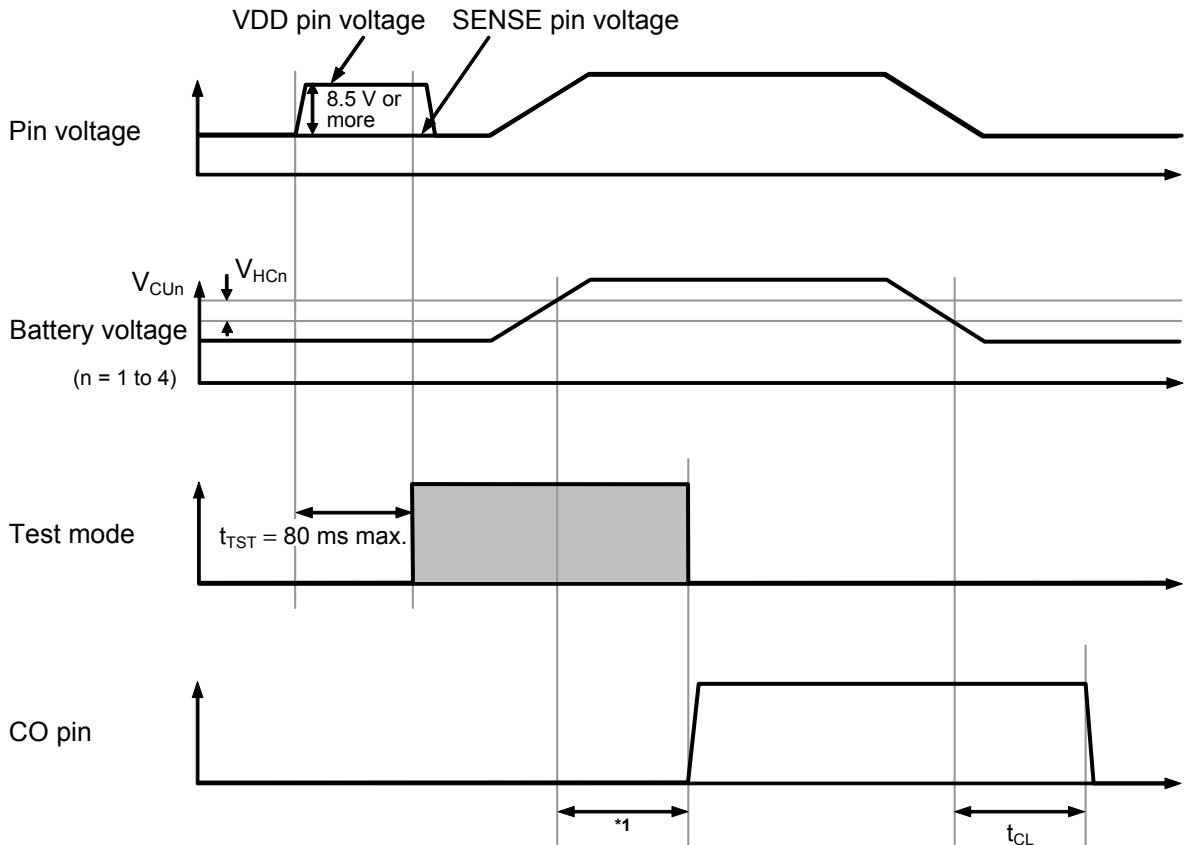 VDD pin voltage
SENSE pin voltage
8.5 V or
more
Pin voltage
VCUn
VHCn
Battery voltage
(n = 1 to 4)
Test mode
tTST = 80 ms max.
CO pin
*1
tCL